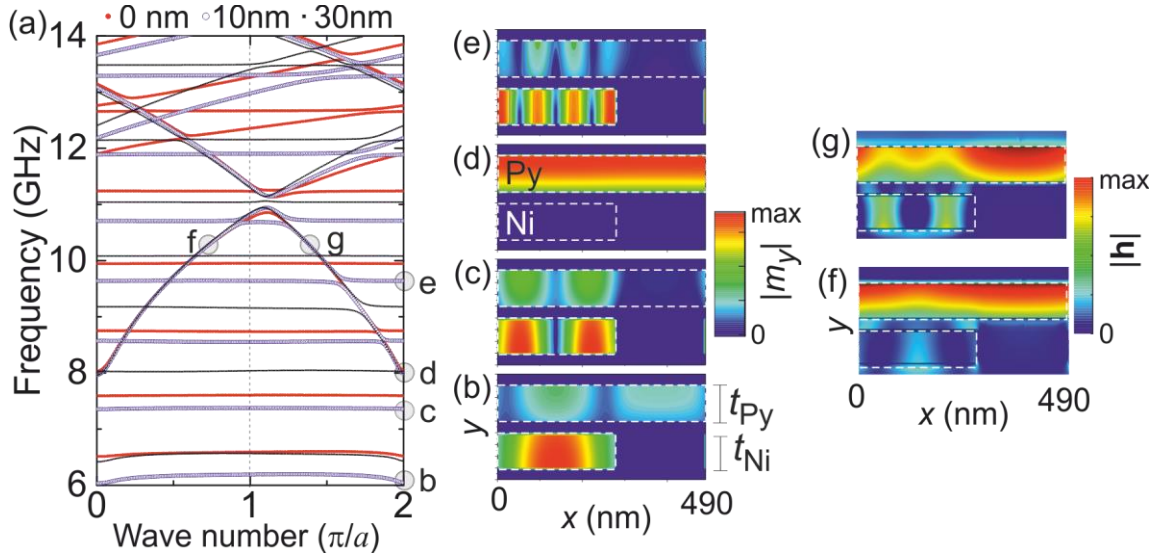 (a)
0 nm 10nm 30nm
14
12
10
8
6
Frequency (GHz)
0 1 2
Wave number (π/a)
f
g
e
d
c
b
(e)
(d)
Py
Ni
(c)
(b)
t_Py
t_Ni
y
0 490
x (nm)
max
|m_y|
0
(g)
(f)
y
0 490
x (nm)
max
|h|
0